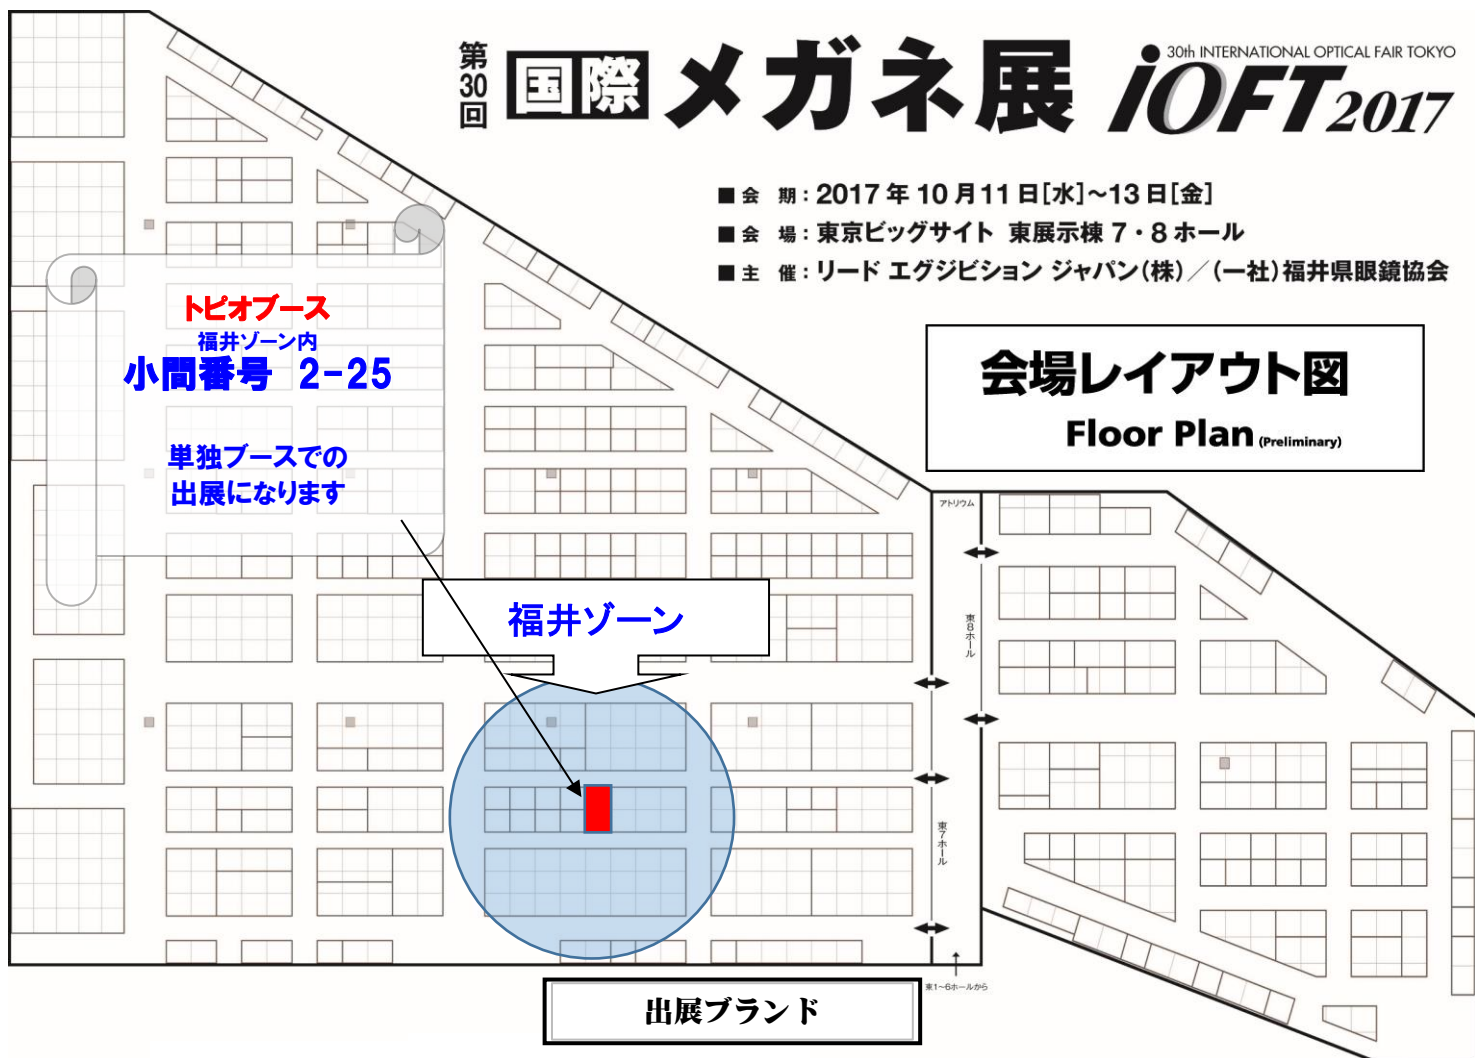 第30回
国際 メガネ展
30th INTERNATIONAL OPTICAL FAIR TOKYO
iOFT 2017
■会 期：2017年10月11日[水]～13日[金]
■会 場：東京ビッグサイト 東展示棟 7・8ホール
■主 催：リード エグジビション ジャパン(株)／(一社)福井県眼鏡協会
トピオブース
福井ゾーン内
小間番号 2-25
単独ブースでの
出展になります
会場レイアウト図
Floor Plan (Preliminary)
アトリウム
福井ゾーン
東8ホール
東7ホール
東1～6ホールから
出展ブランド